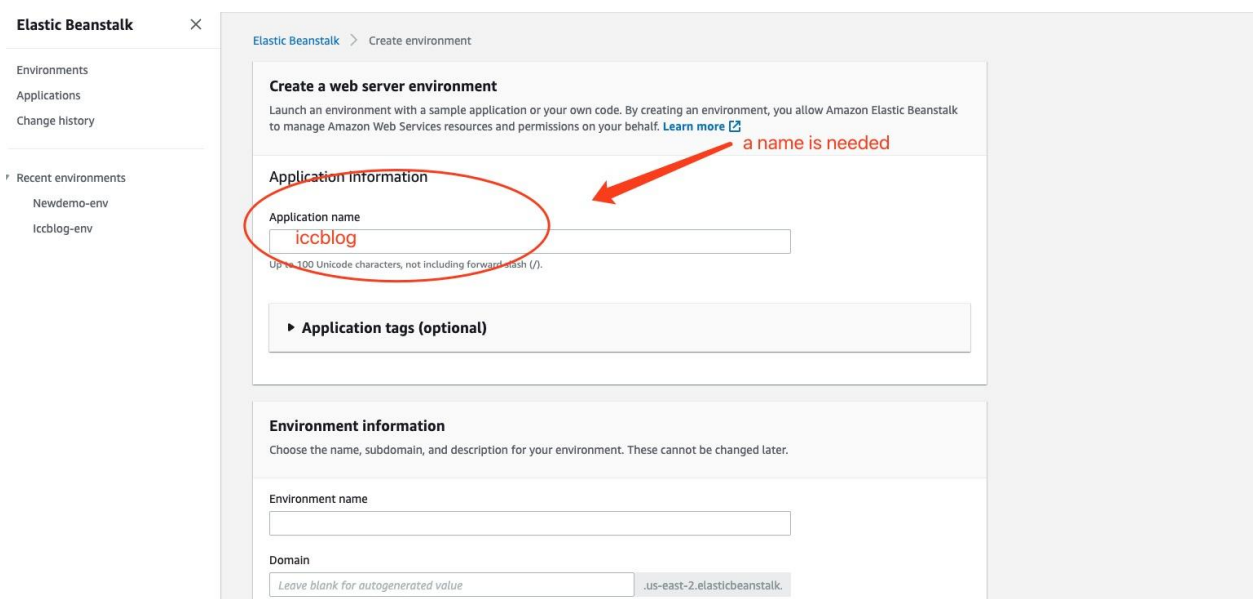 Elastic Beanstalk
Environments
Applications
Change history
Recent environments
Newdemo-env
Iccblog-env
Elastic Beanstalk > Create environment
Create a web server environment
Launch an environment with a sample application or your own code. By creating an environment, you allow Amazon Elastic Beanstalk
to manage Amazon Web Services resources and permissions on your behalf. Learn more
a name is needed
Application information
Application name
iccblog
Up to 100 Unicode characters, not including forward slash (/).
Application tags (optional)
Environment information
Choose the name, subdomain, and description for your environment. These cannot be changed later.
Environment name
Domain
Leave blank for autogenerated value
.us-east-2.elasticbeanstalk.